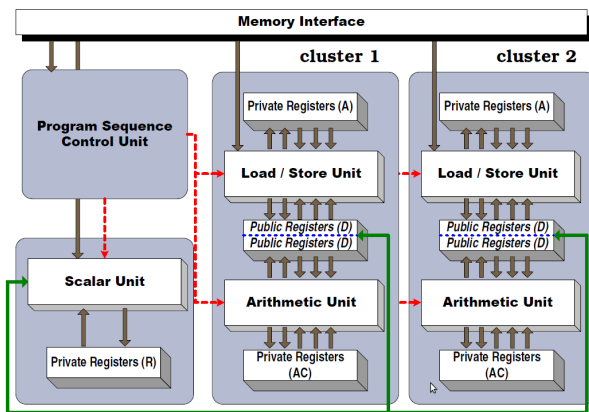 Memory Interface
cluster 1
cluster 2
Private Registers (A)
Private Registers (A)
Program Sequence
Control Unit
Load / Store Unit
Load / Store Unit
Public Registers (D)
Public Registers (D)
Public Registers (D)
Public Registers (D)
Scalar Unit
Arithmetic Unit
Arithmetic Unit
Private Registers (R)
Private Registers
(AC)
Private Registers
(AC)